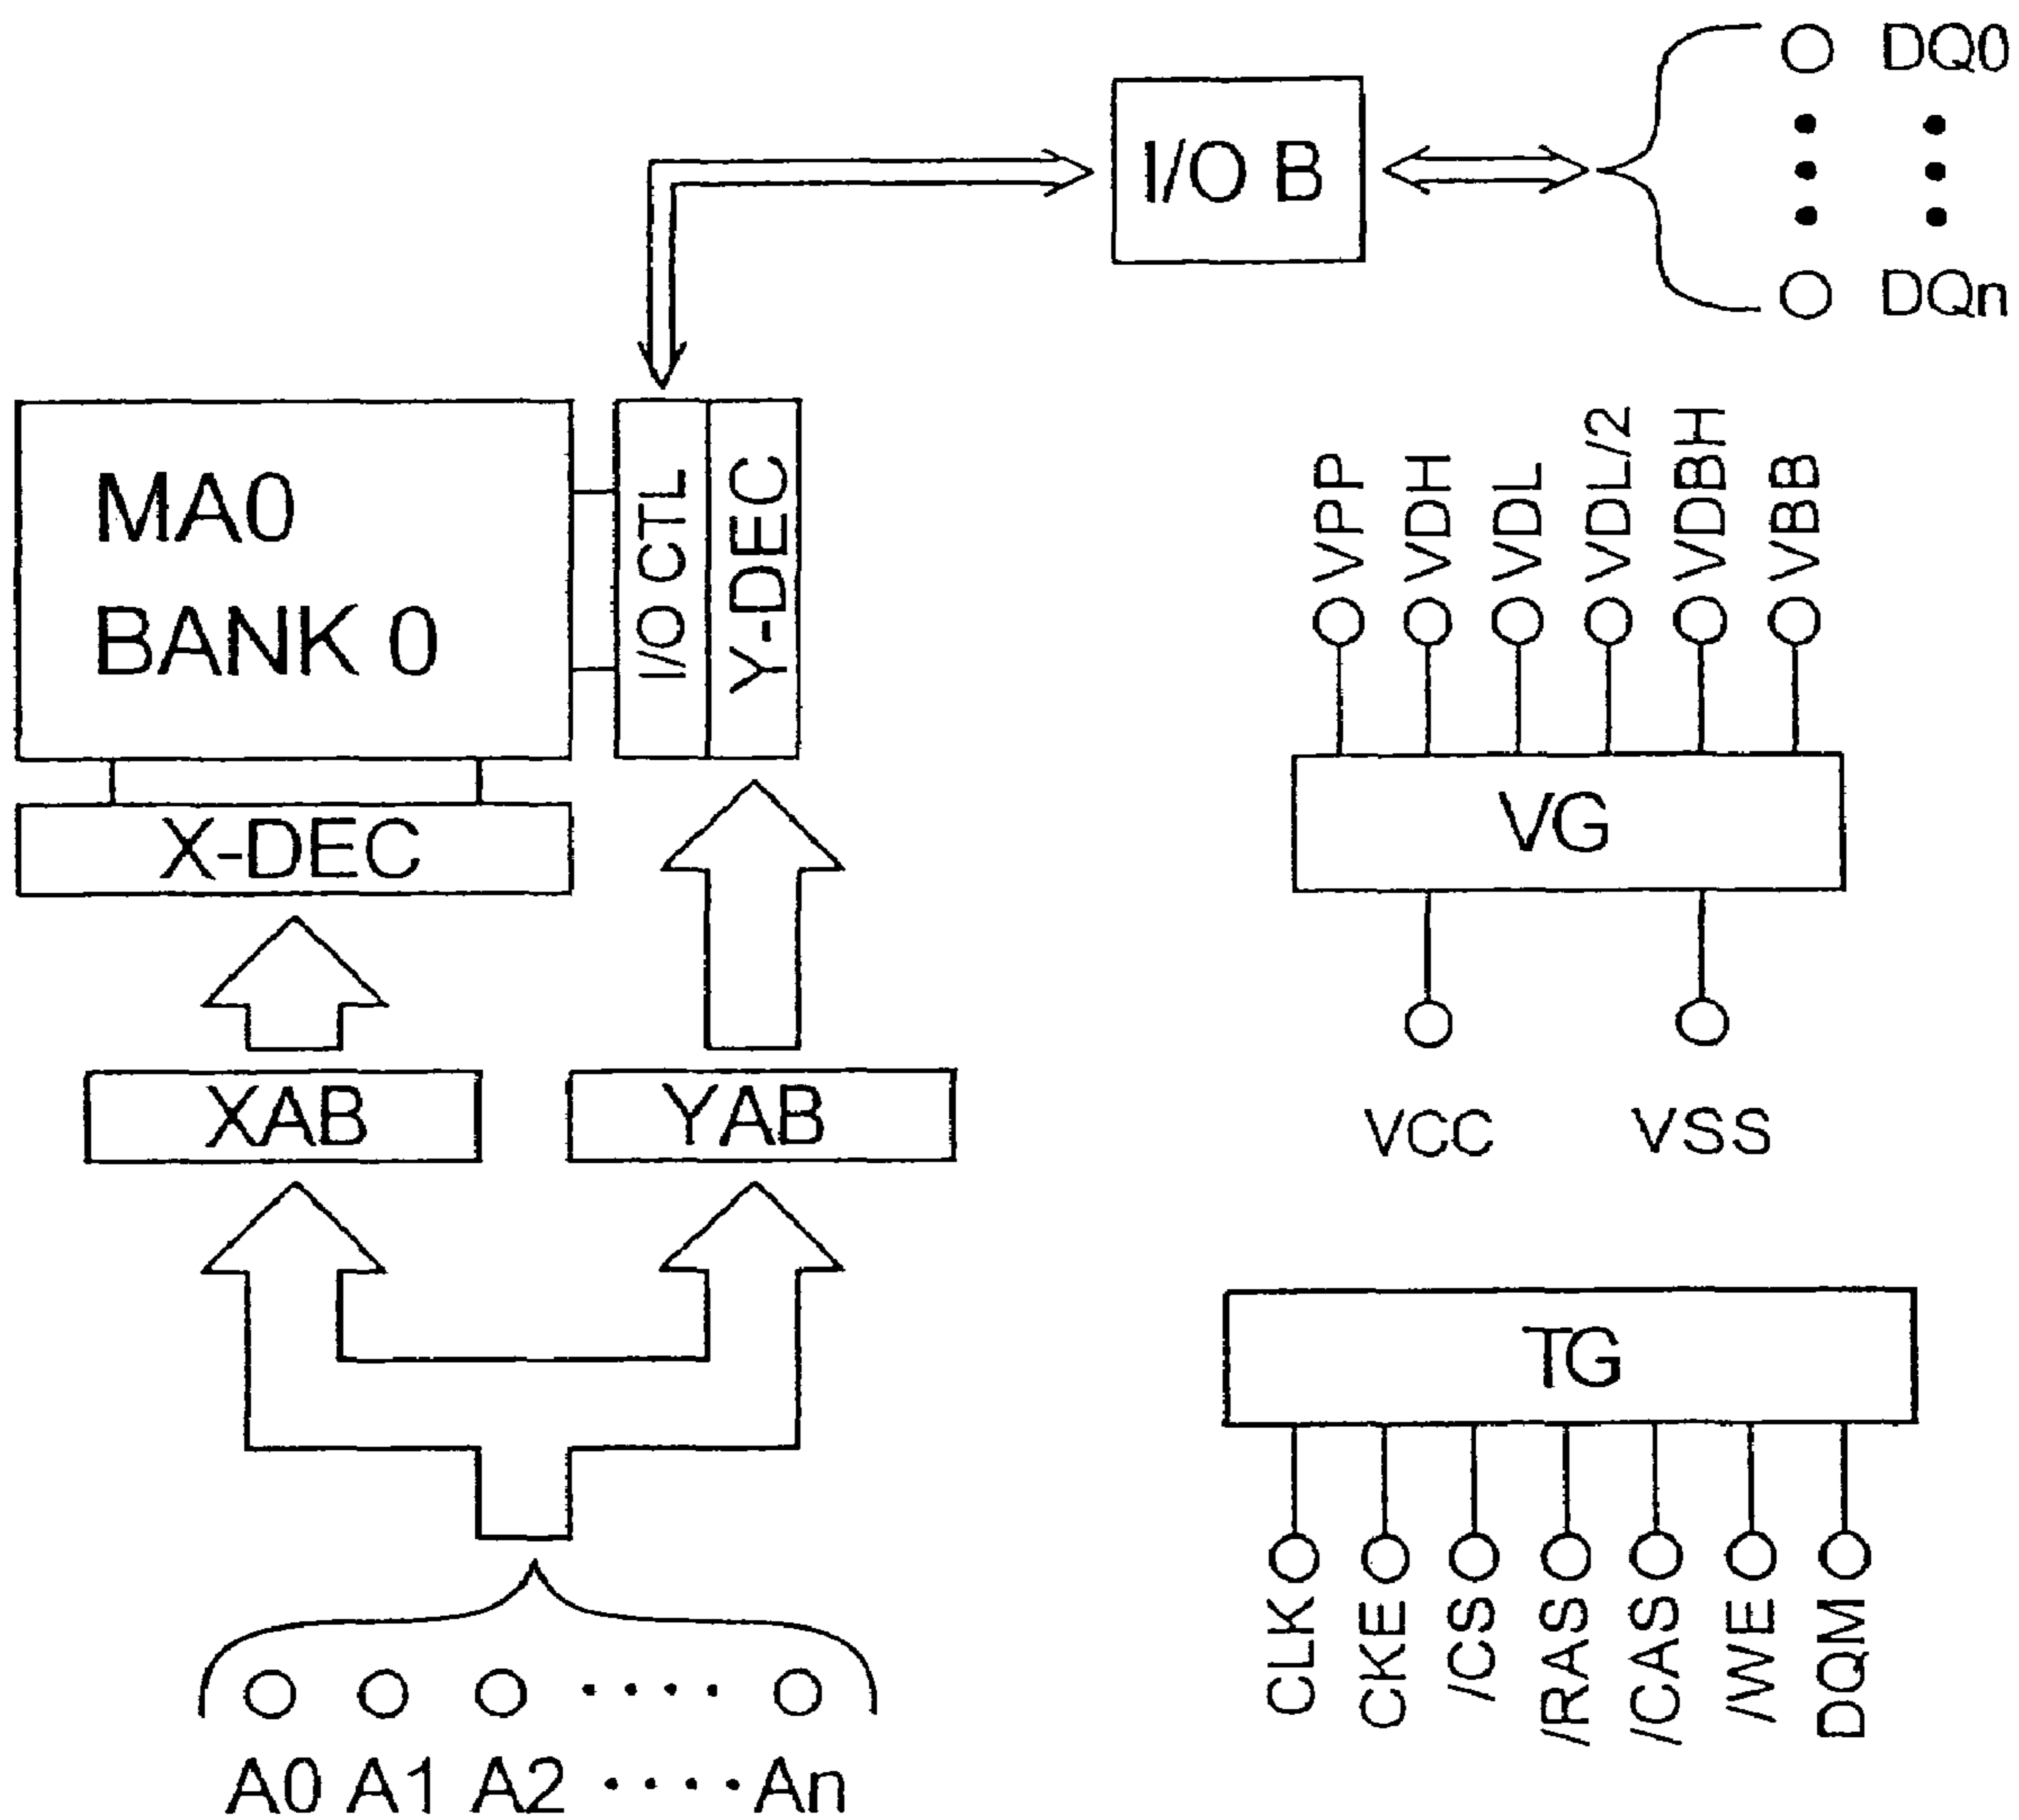 DQ0
I/O B
DQn
MA0
BANK 0
I/O CTL
Y-DEC
VPP
VDH
VDL
VDL/2
VDBH
VBB
X-DEC
VG
XAB
YAB
VCC
VSS
TG
CLK
CKE
/CS
/RAS
/CAS
/WE
DQM
A0 A1 A2 ···· An